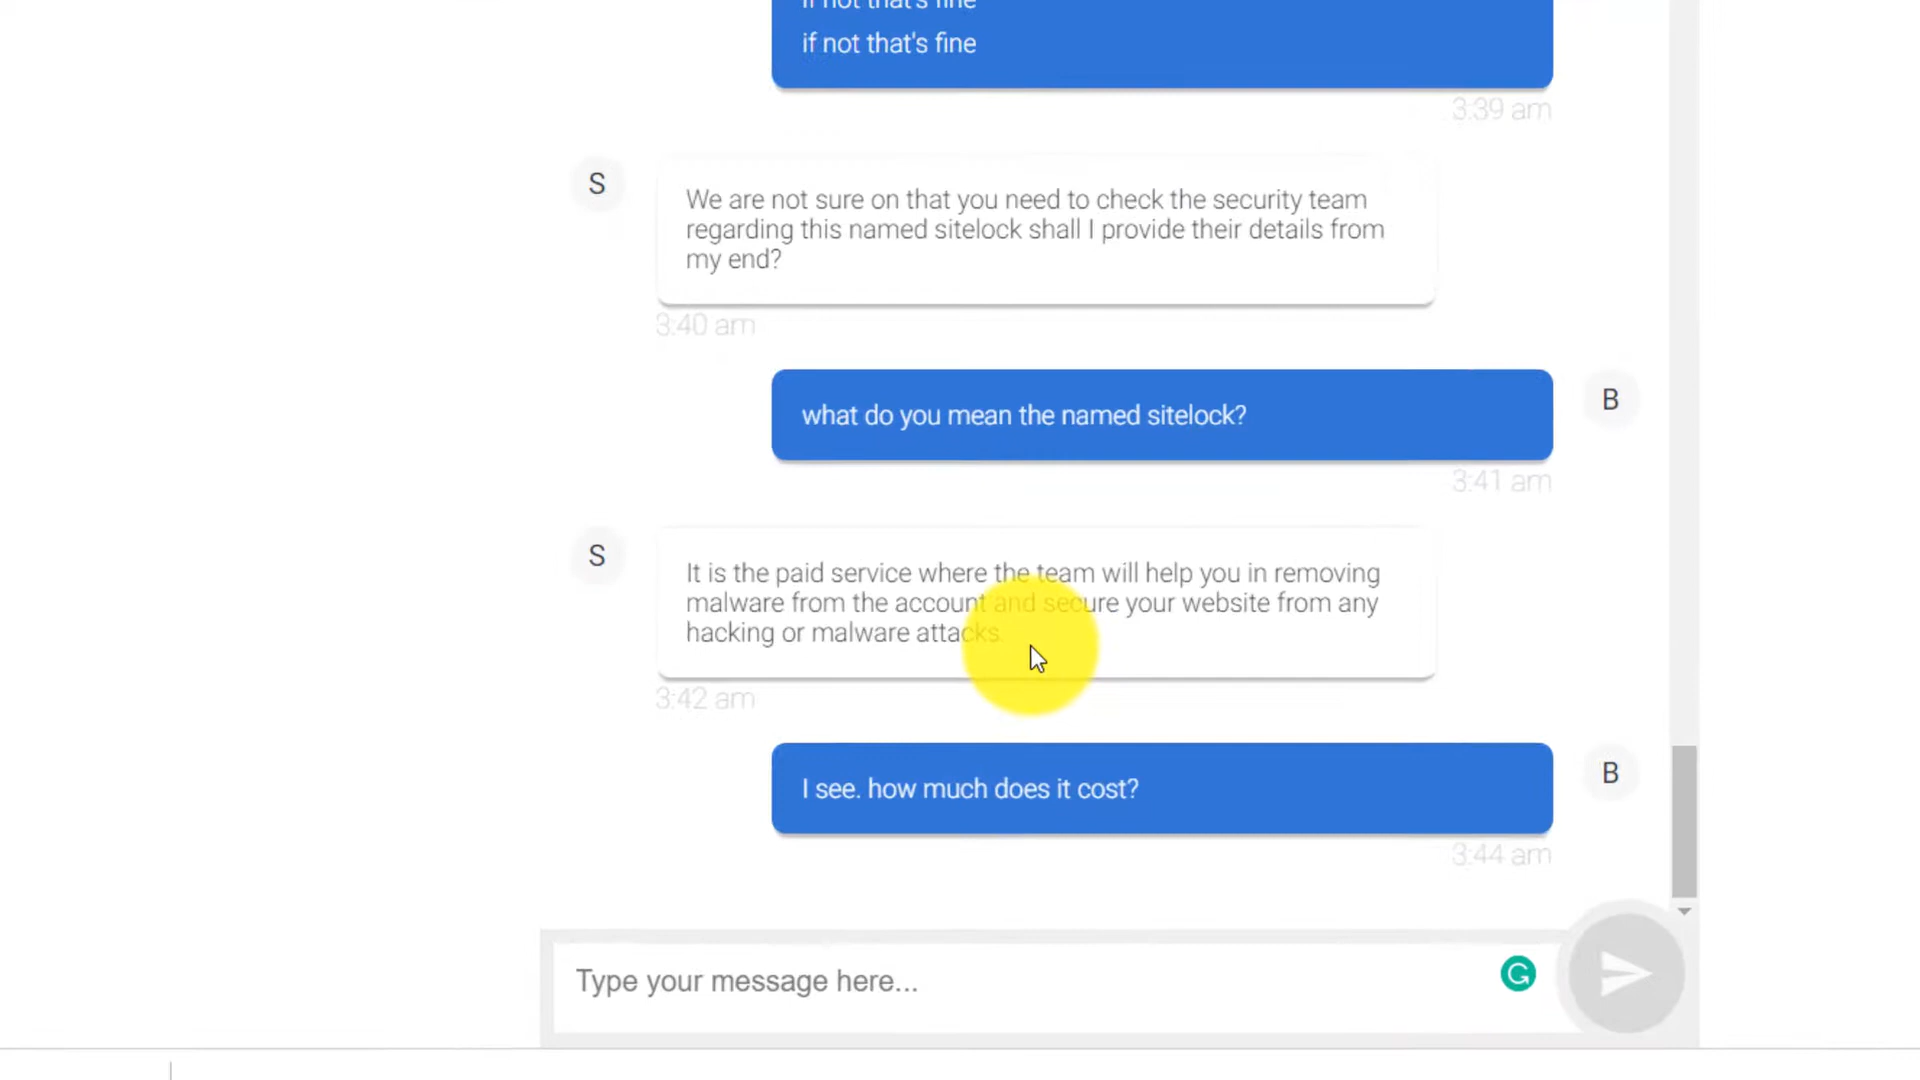 if not that's fine
if not that's fine
3:39 am
S
We are not sure on that you need to check the security team
regarding this named sitelock shall I provide their details from
my end?
3:40 am
what do you mean the named sitelock?
B
3:41 am
S
It is the paid service where the team will help you in removing
malware from the account and secure your website from any
hacking or malware attacks.
3:42 am
I see. how much does it cost?
B
3:44 am
Type your message here...
G